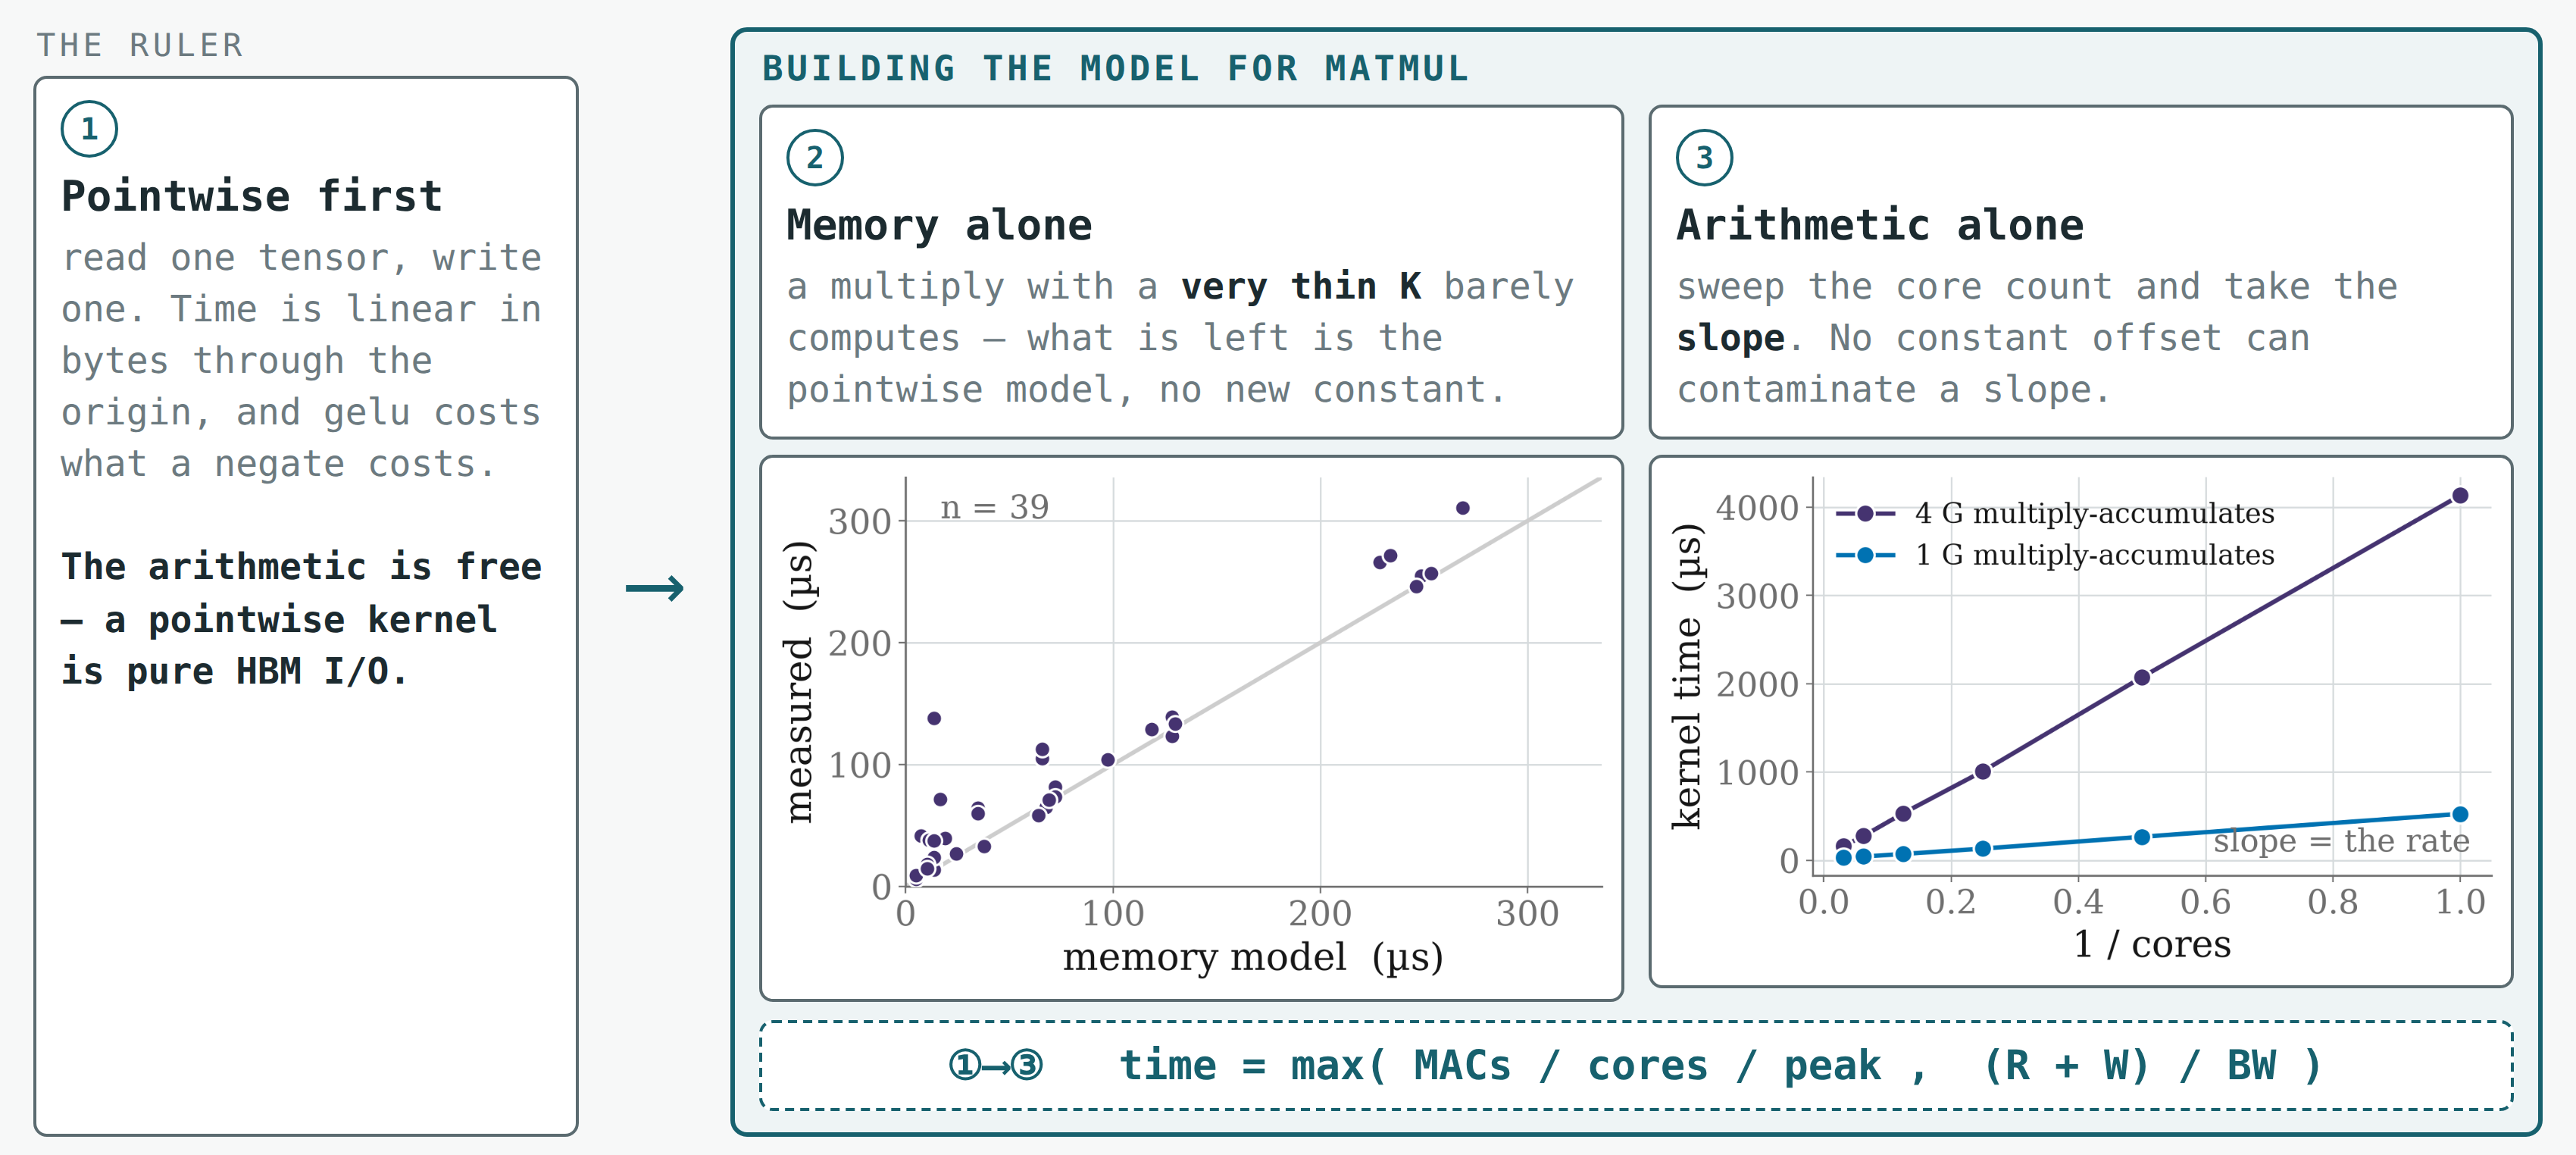 THE RULER
1
Pointwise first
read one tensor, write
one. Time is linear in
bytes through the
origin, and gelu costs
what a negate costs.
The arithmetic is free
— a pointwise kernel
is pure HBM I/O.
→
BUILDING THE MODEL FOR MATMUL
2
Memory alone
a multiply with a very thin K barely
computes — what is left is the
pointwise model, no new constant.
n = 39
measured (µs)
300
200
100
0
0 100 200 300
memory model (µs)
3
Arithmetic alone
sweep the core count and take the
slope. No constant offset can
contaminate a slope.
4 G multiply-accumulates
1 G multiply-accumulates
kernel time (µs)
4000
3000
2000
1000
0
slope = the rate
0.0 0.2 0.4 0.6 0.8 1.0
1 / cores
①→③ time = max( MACs / cores / peak , (R + W) / BW )